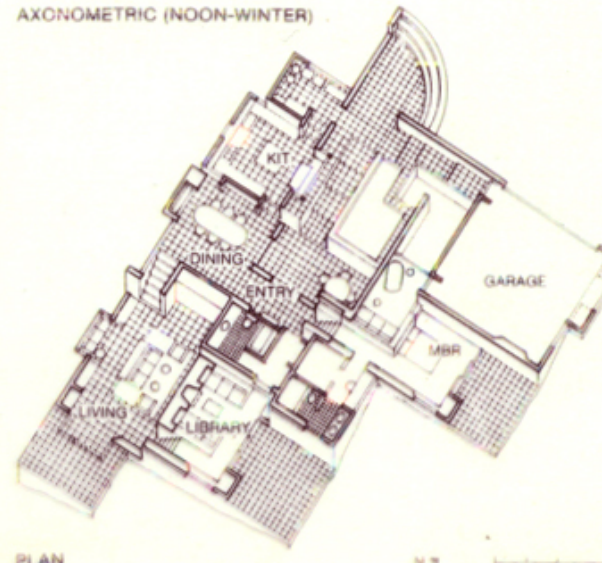 AXONOMETRIC (NOON-WINTER)
KIT
DINING
ENTRY
GARAGE
MBR
LIVING
LIBRARY
PLAN